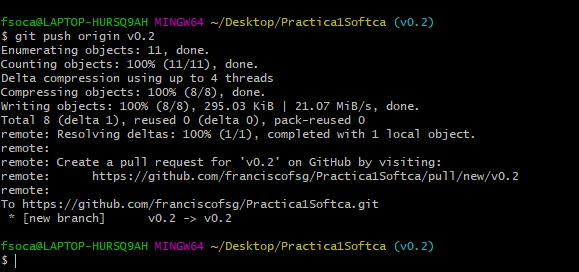 fsoca@LAPTOP-HURSQ9AH MINGW64 ~/Desktop/Practica1Softca (v0.2)
$ git push origin v0.2
Enumerating objects: 11, done.
Counting objects: 100% (11/11), done.
Delta compression using up to 4 threads
Compressing objects: 100% (8/8), done.
Writing objects: 100% (8/8), 295.03 KiB | 21.07 MiB/s, done.
Total 8 (delta 1), reused 0 (delta 0), pack-reused 0
remote: Resolving deltas: 100% (1/1), completed with 1 local object.
remote:
remote: Create a pull request for 'v0.2' on GitHub by visiting:
remote:      https://github.com/franciscofsg/Practica1Softca/pull/new/v0.2
remote:
To https://github.com/franciscofsg/Practica1Softca.git
 * [new branch]      v0.2 -> v0.2
fsoca@LAPTOP-HURSQ9AH MINGW64 ~/Desktop/Practica1Softca (v0.2)
$